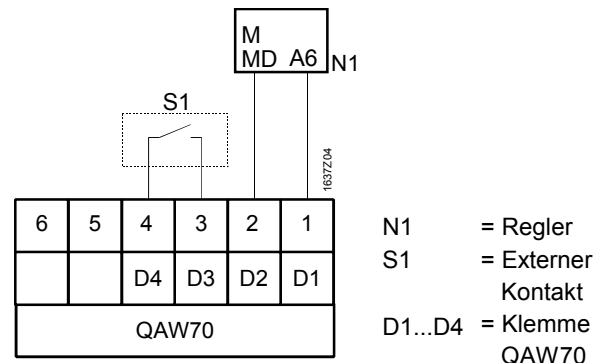 M
MD A6 N1
S1
1637Z04
6 5 4 3 2 1
D4 D3 D2 D1
QAW70
N1 = Regler
S1 = Externer
Kontakt
D1...D4 = Klemme
QAW70